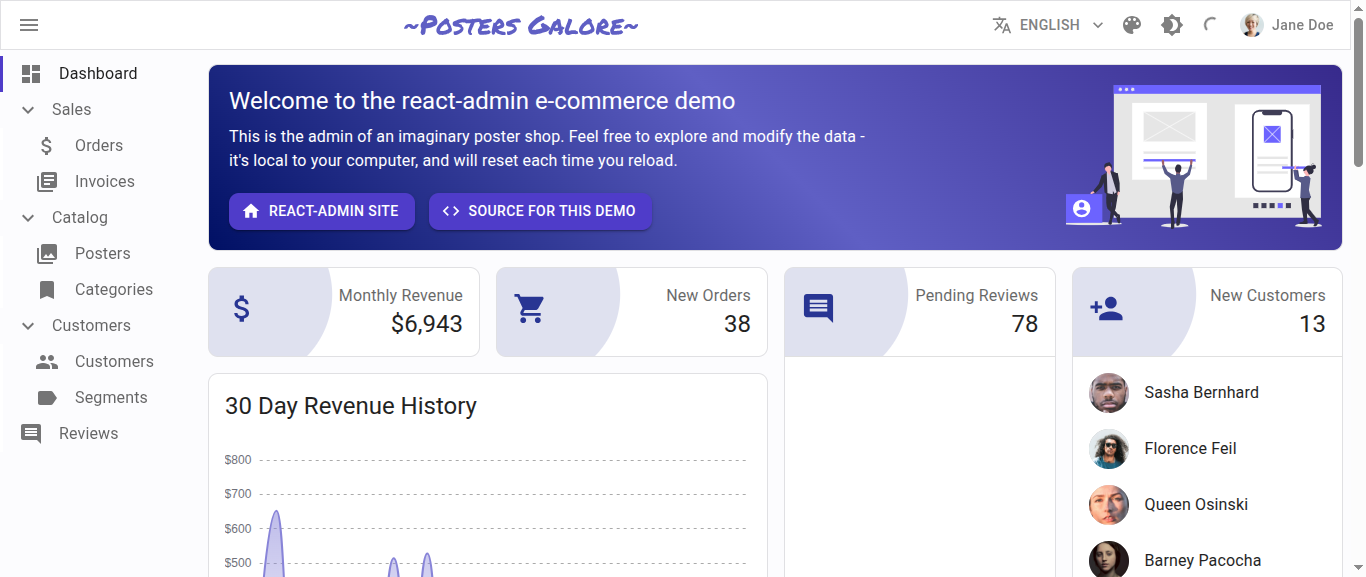 ~Posters Galore~
ENGLISH
Jane Doe
Dashboard
Sales
Orders
Invoices
Catalog
Posters
Categories
Customers
Customers
Segments
Reviews
Welcome to the react-admin e-commerce demo
This is the admin of an imaginary poster shop. Feel free to explore and modify the data -
it's local to your computer, and will reset each time you reload.
REACT-ADMIN SITE
SOURCE FOR THIS DEMO
Monthly Revenue
$6,943
New Orders
38
Pending Reviews
78
New Customers
13
30 Day Revenue History
$800
$700
$600
$500
Sasha Bernhard
Florence Feil
Queen Osinski
Barney Pacocha